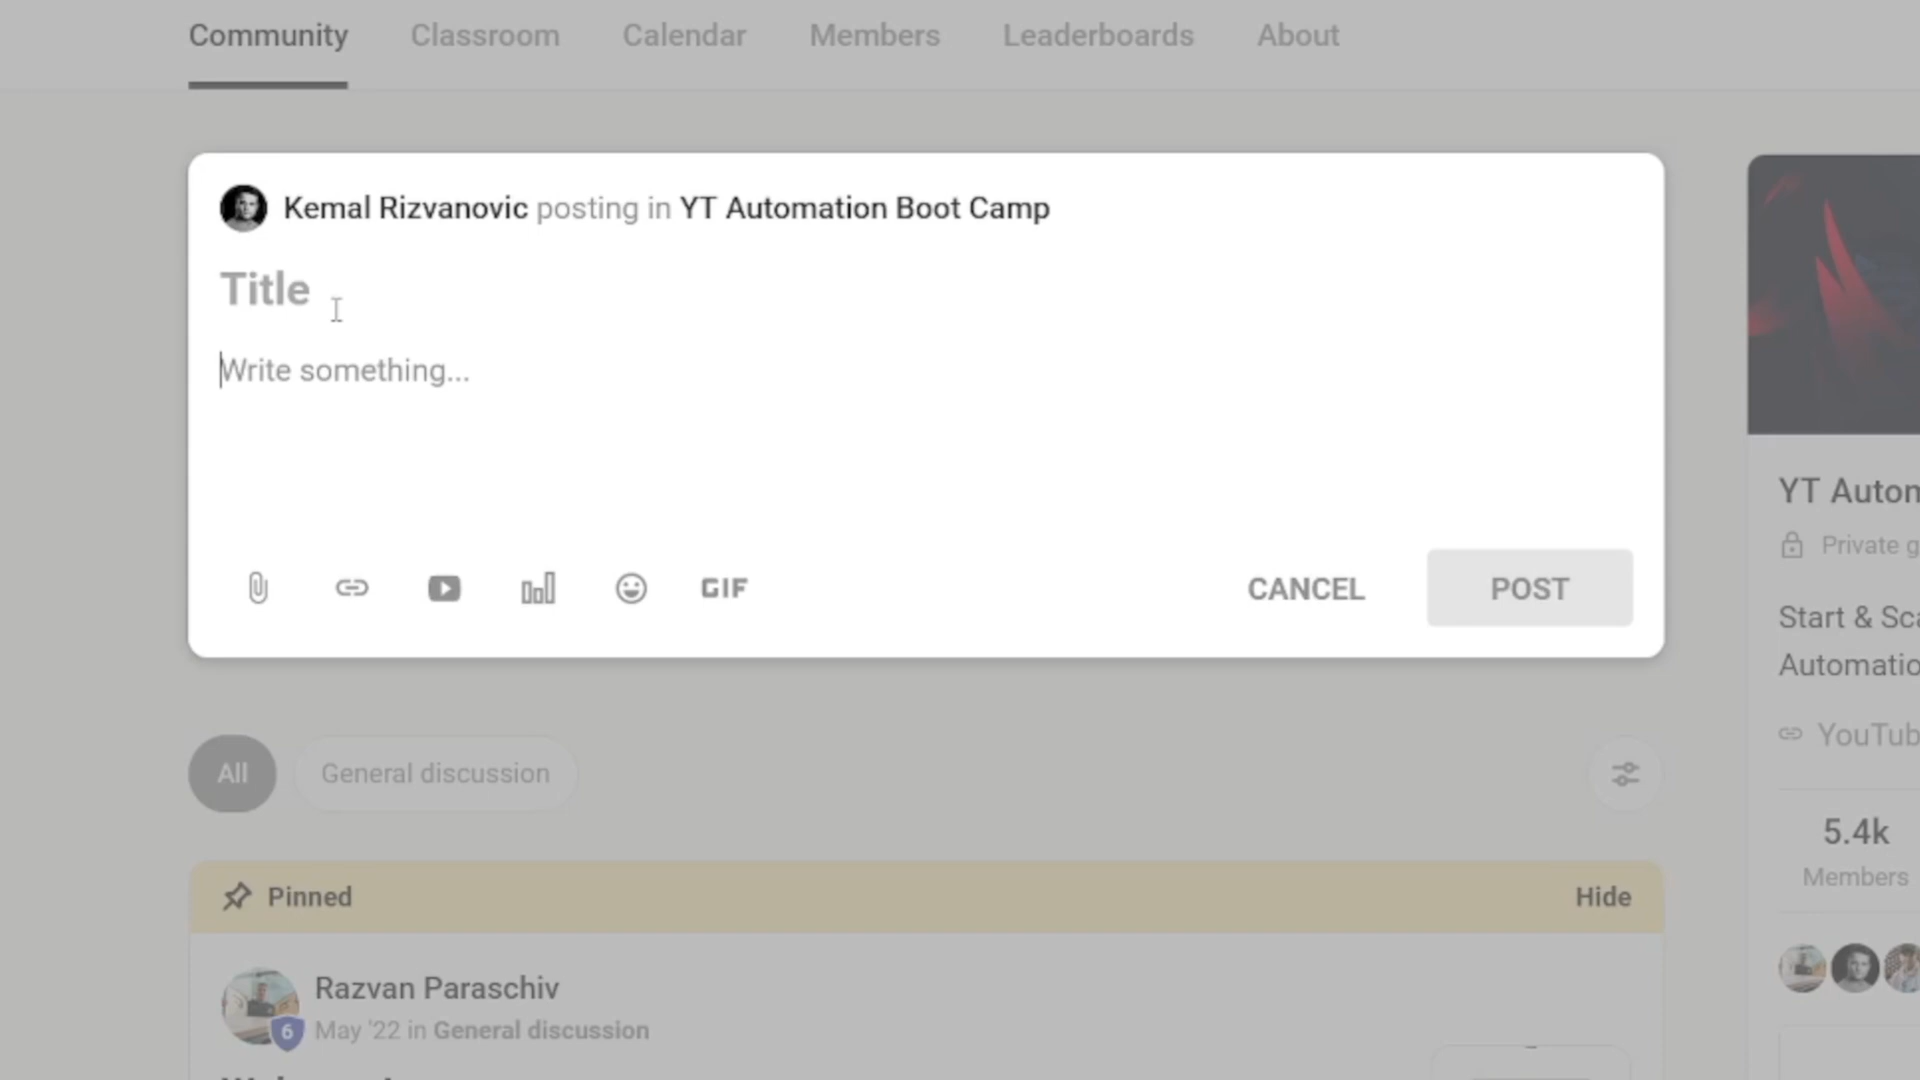 Community Classroom Calendar Members Leaderboards About
Kemal Rizvanovic posting in YT Automation Boot Camp
Title
Write something...
GIF CANCEL POST
YT Autom
Private g
Start & Sca
Automatio
YouTub
All General discussion
5.4k
Members
Pinned Hide
Razvan Paraschiv
6 May '22 in General discussion